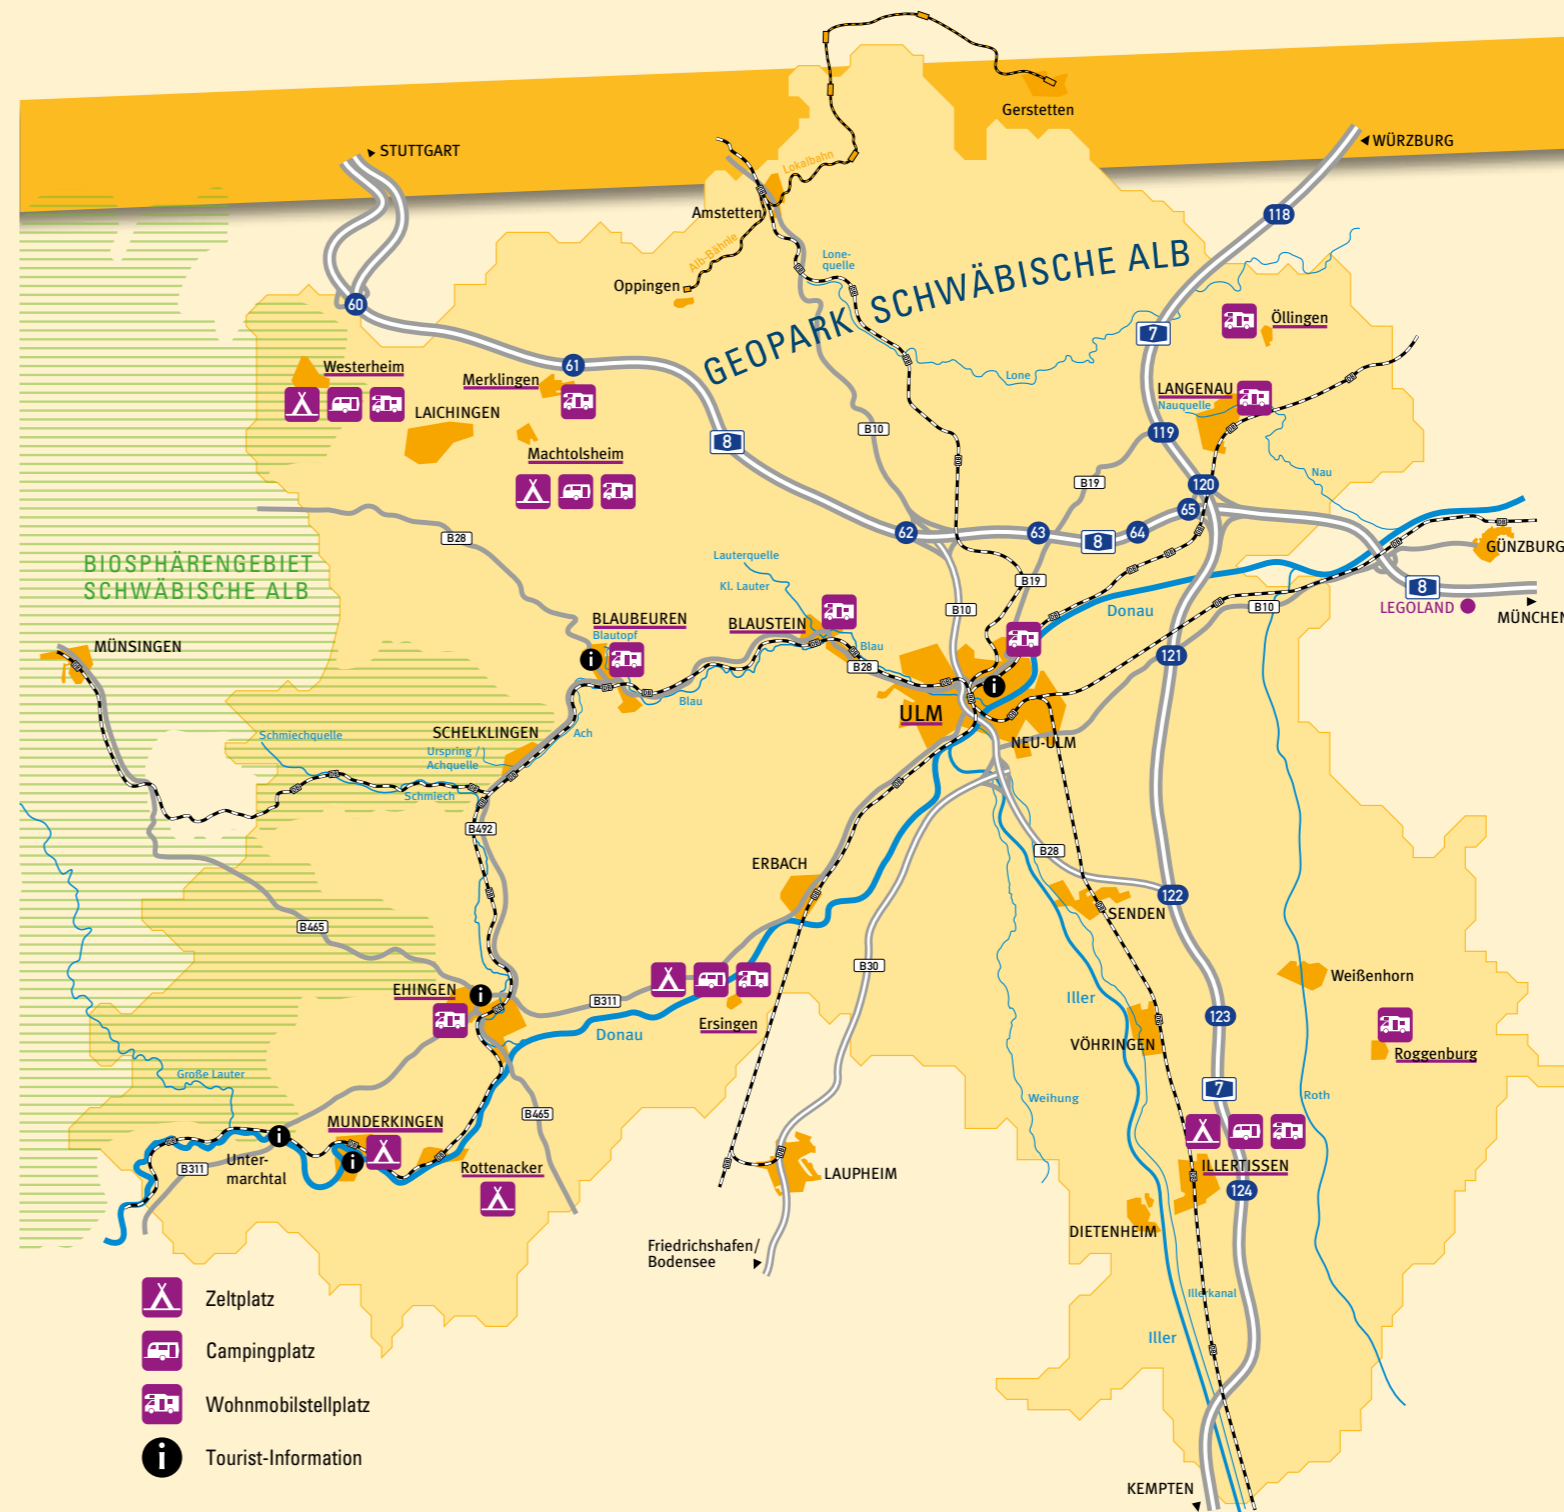 Gerstetten
STUTTGART
WÜRZBURG
Lokalbahn
Amstetten
118
Alb-Bähnle
Lone-
quelle
GEOPARK SCHWÄBISCHE ALB
Oppingen
60
Öllingen
7
Westerheim
61
Merklingen
Lone
LANGENAU
Nauquelle
LAICHINGEN
B10
119
8
Machtolsheim
Nau
B19
120
65
B28
62
63
8
64
GÜNZBURG
Lauterquelle
BIOSPHÄRENGEBIET
SCHWÄBISCHE ALB
Kl. Lauter
B19
8
B10
Donau
B10
LEGOLAND
MÜNCHEN
BLAUBEUREN
BLAUSTEIN
Blautopf
MÜNSINGEN
i
Blau
B28
121
i
Blau
ULM
SCHELKLINGEN
Ach
NEU-ULM
Schmiechquelle
Urspring /
Achquelle
Schmiech
B492
B28
ERBACH
122
SENDEN
B465
B30
Weißenhorn
EHINGEN
i
B311
Iller
123
Donau
Ersingen
VÖHRINGEN
Roggenburg
Große Lauter
7
Weihung
Roth
B465
MUNDERKINGEN
i
Unter-
marchtal
B311
i
Rottenacker
LAUPHEIM
ILLERTISSEN
124
DIETENHEIM
Friedrichshafen/
Bodensee
Zeltplatz
Illerkanal
Iller
Campingplatz
Wohnmobilstellplatz
i
Tourist-Information
KEMPTEN